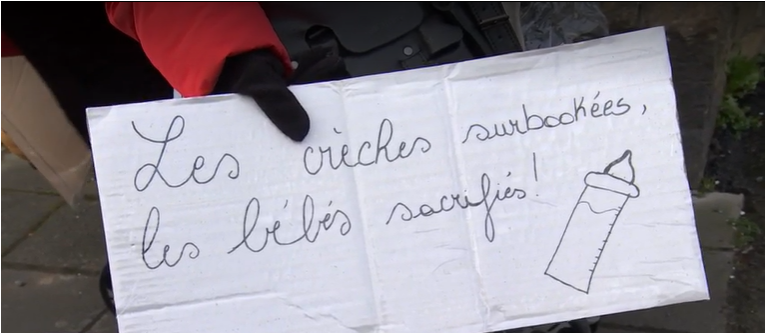 Les crèches surbookées,
les bébés sacrifiés!